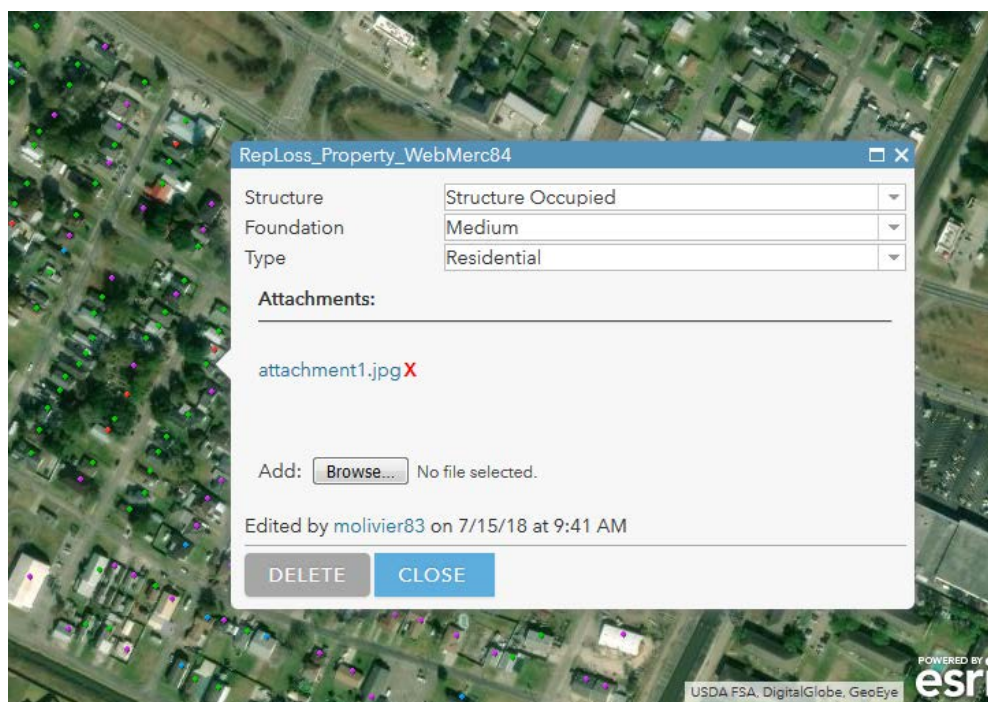 RepLoss_Property_WebMerc84
Structure Structure Occupied
Foundation Medium
Type Residential
Attachments:
attachment1.jpgX
Add: Browse... No file selected.
Edited by molivier83 on 7/15/18 at 9:41 AM
DELETE CLOSE
POWERED BY
esri
USDA FSA, DigitalGlobe, GeoEye